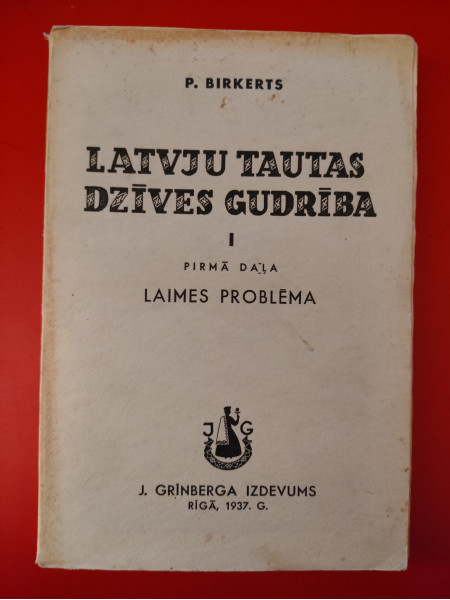 P. BIRKERTS
LATVJU TAUTAS
DZĪVES GUDRĪBA
I
PIRMĀ DAĻA
LAIMES PROBLĒMA
J G
J. GRĪNBERGA IZDEVUMS
RĪGĀ, 1937. G.